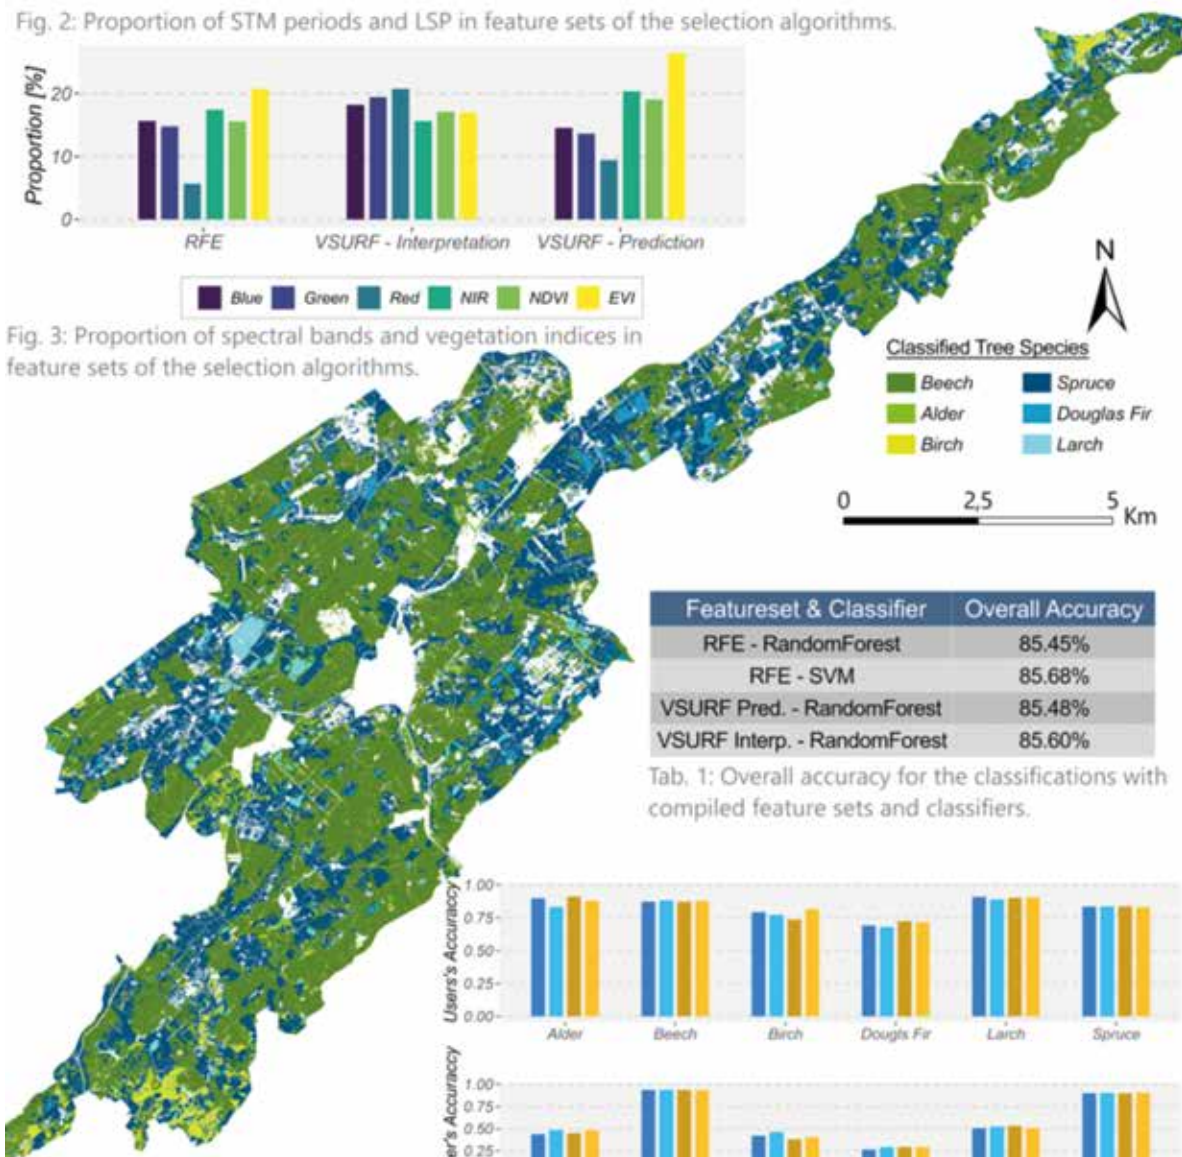 Fig. 2: Proportion of STM periods and LSP in feature sets of the selection algorithms.
Proportion [%]
20
10
0
RFE
VSURF - Interpretation
VSURF - Prediction
Blue
Green
Red
NIR
NDVI
EVI
Fig. 3: Proportion of spectral bands and vegetation indices in
feature sets of the selection algorithms.
N
Classified Tree Species
Beech
Spruce
Alder
Douglas Fir
Birch
Larch
0
2,5
5
Km
Featureset & Classifier Overall Accuracy
RFE - RandomForest 85.45%
RFE - SVM 85.68%
VSURF Pred. - RandomForest 85.48%
VSURF Interp. - RandomForest 85.60%
Tab. 1: Overall accuracy for the classifications with
compiled feature sets and classifiers.
Users's Accuraccy
1.00
0.75
0.50
0.25
0.00
Alder
Beech
Birch
Dougls Fir
Larch
Spruce
er's Accuraccy
1.00
0.75
0.50
0.25